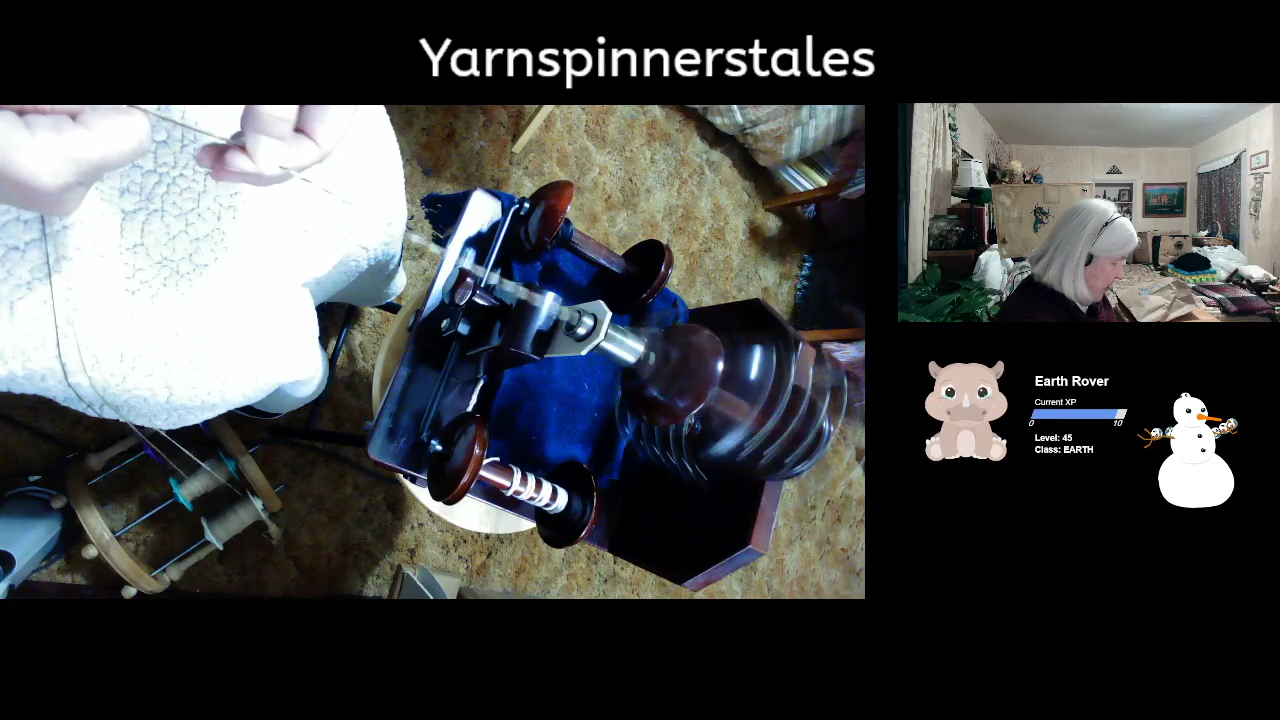 Yarnspinnerstales
Earth Rover
Current XP
0 10
Level: 45
Class: EARTH